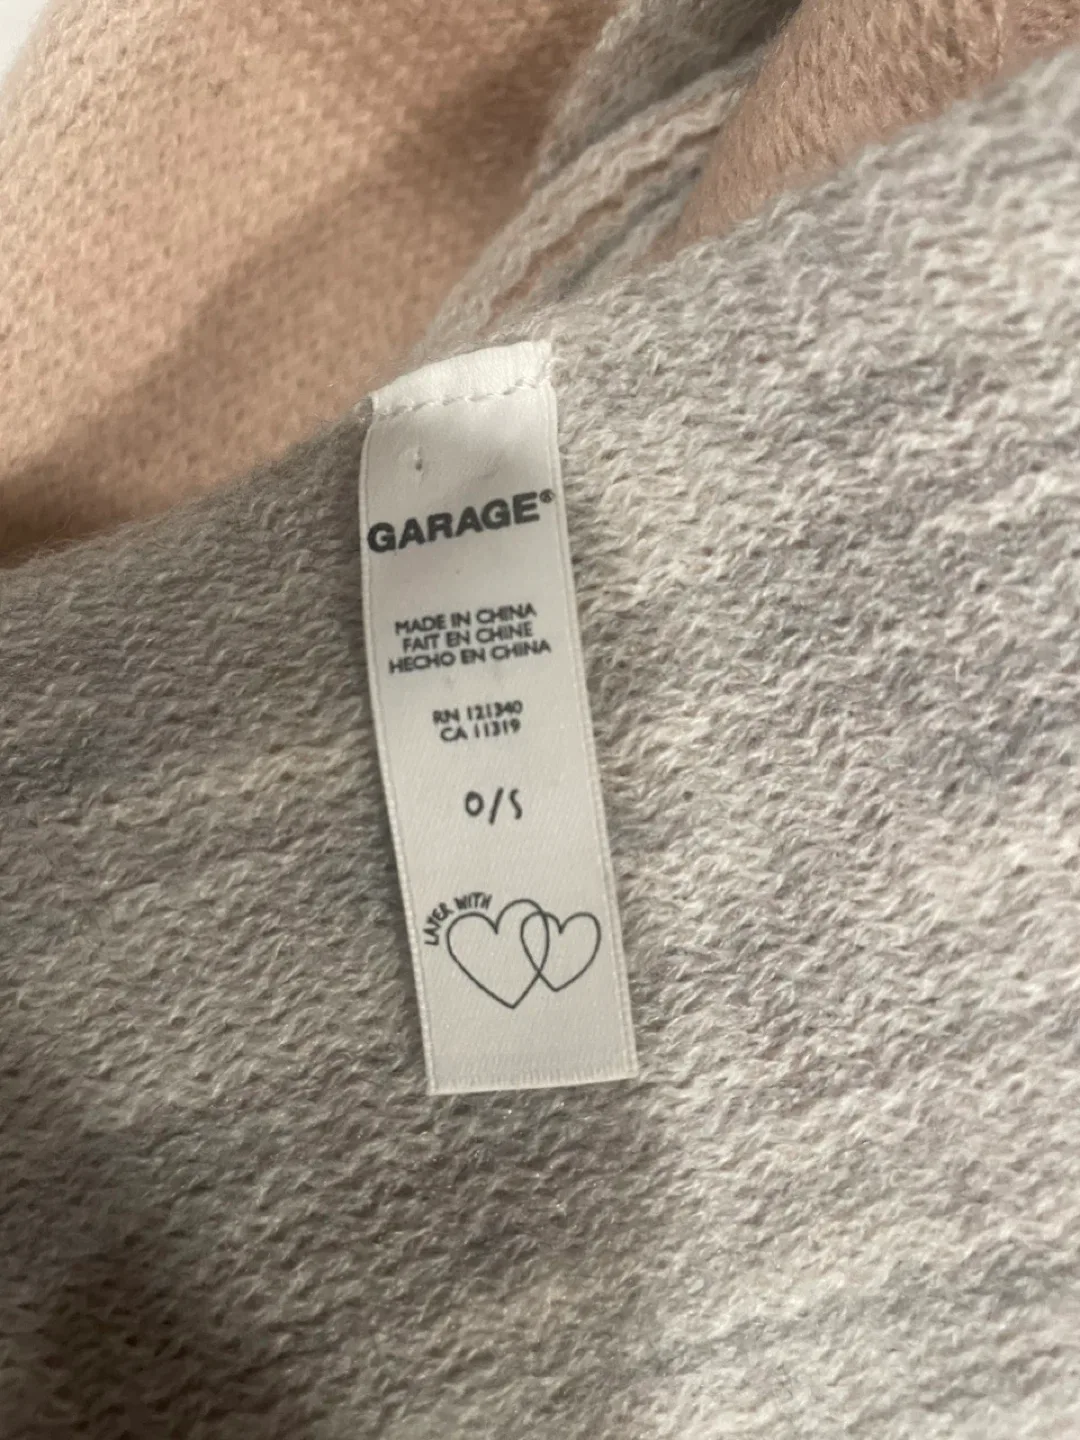 GARAGE®
MADE IN CHINA
FAIT EN CHINE
HECHO EN CHINA
RN 121340
CA 11319
O/S
LAYER WITH